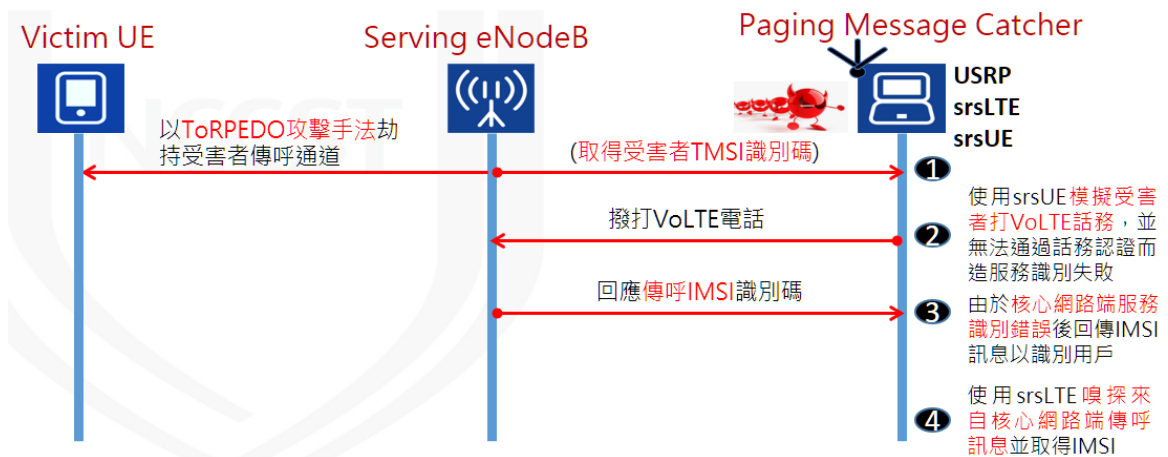 Victim UE
Serving eNodeB
Paging Message Catcher
USRP
srsLTE
srsUE
以ToRPEDO攻擊手法劫
持受害者傳呼通道
(取得受害者TMSI識別碼)
1
撥打VoLTE電話
2
使用srsUE模擬受害
者打VoLTE話務，並
無法通過話務認證而
造服務識別失敗
回應傳呼IMSI識別碼
3
由於核心網路端服務
識別錯誤後回傳IMSI
訊息以識別用戶
4
使用srsLTE嗅探來
自核心網路端傳呼
訊息並取得IMSI